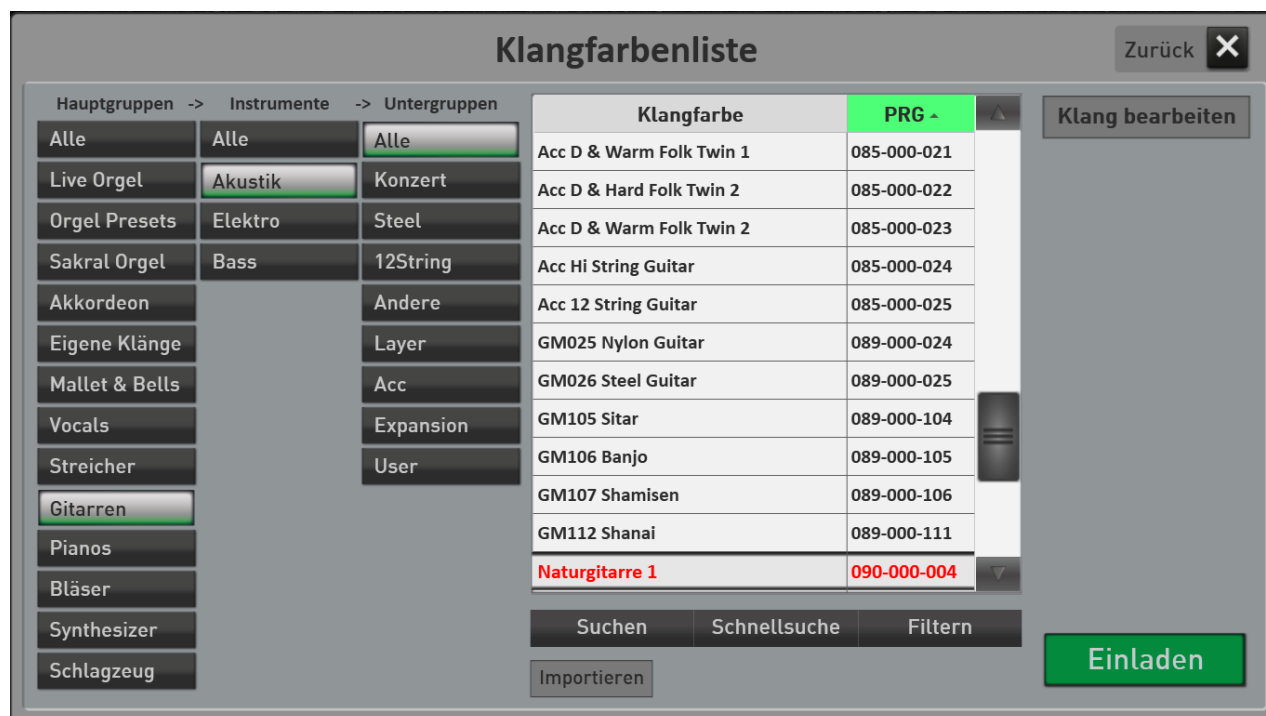 Klangfarbenliste
Zurück
Hauptgruppen -> Instrumente -> Untergruppen
Alle
Live Orgel
Orgel Presets
Sakral Orgel
Akkordeon
Eigene Klänge
Mallet & Bells
Vocals
Streicher
Gitarren
Pianos
Bläser
Synthesizer
Schlagzeug
Alle
Akustik
Elektro
Bass
Alle
Konzert
Steel
12String
Andere
Layer
Acc
Expansion
User
Klangfarbe PRG
Acc D & Warm Folk Twin 1 085-000-021
Acc D & Hard Folk Twin 2 085-000-022
Acc D & Warm Folk Twin 2 085-000-023
Acc Hi String Guitar 085-000-024
Acc 12 String Guitar 085-000-025
GM025 Nylon Guitar 089-000-024
GM026 Steel Guitar 089-000-025
GM105 Sitar 089-000-104
GM106 Banjo 089-000-105
GM107 Shamisen 089-000-106
GM112 Shanai 089-000-111
Naturgitarre 1 090-000-004
Suchen Schnellsuche Filtern
Importieren
Klang bearbeiten
Einladen